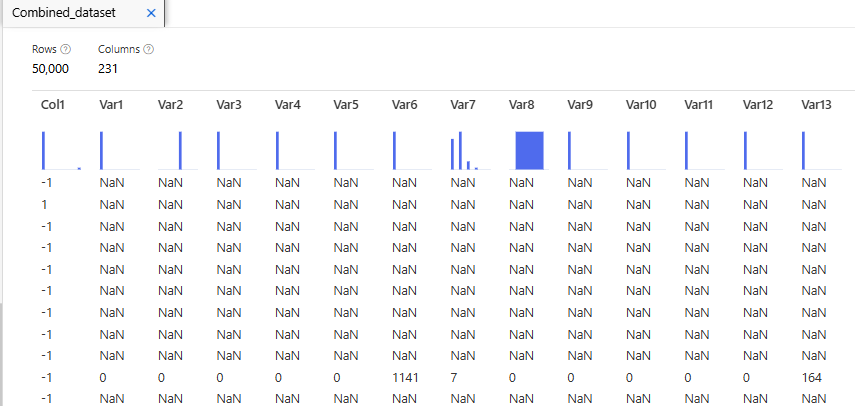 Combined_dataset ×
Rows ? Columns ?
50,000 231
Col1 Var1 Var2 Var3 Var4 Var5 Var6 Var7 Var8 Var9 Var10 Var11 Var12 Var13
-1 NaN NaN NaN NaN NaN NaN NaN NaN NaN NaN NaN NaN NaN
1 NaN NaN NaN NaN NaN NaN NaN NaN NaN NaN NaN NaN NaN
-1 NaN NaN NaN NaN NaN NaN NaN NaN NaN NaN NaN NaN NaN
-1 NaN NaN NaN NaN NaN NaN NaN NaN NaN NaN NaN NaN NaN
-1 NaN NaN NaN NaN NaN NaN NaN NaN NaN NaN NaN NaN NaN
-1 NaN NaN NaN NaN NaN NaN NaN NaN NaN NaN NaN NaN NaN
-1 NaN NaN NaN NaN NaN NaN NaN NaN NaN NaN NaN NaN NaN
-1 NaN NaN NaN NaN NaN NaN NaN NaN NaN NaN NaN NaN NaN
-1 NaN NaN NaN NaN NaN NaN NaN NaN NaN NaN NaN NaN NaN
-1 0 0 0 0 0 1141 7 0 0 0 0 0 164
-1 NaN NaN NaN NaN NaN NaN NaN NaN NaN NaN NaN NaN NaN